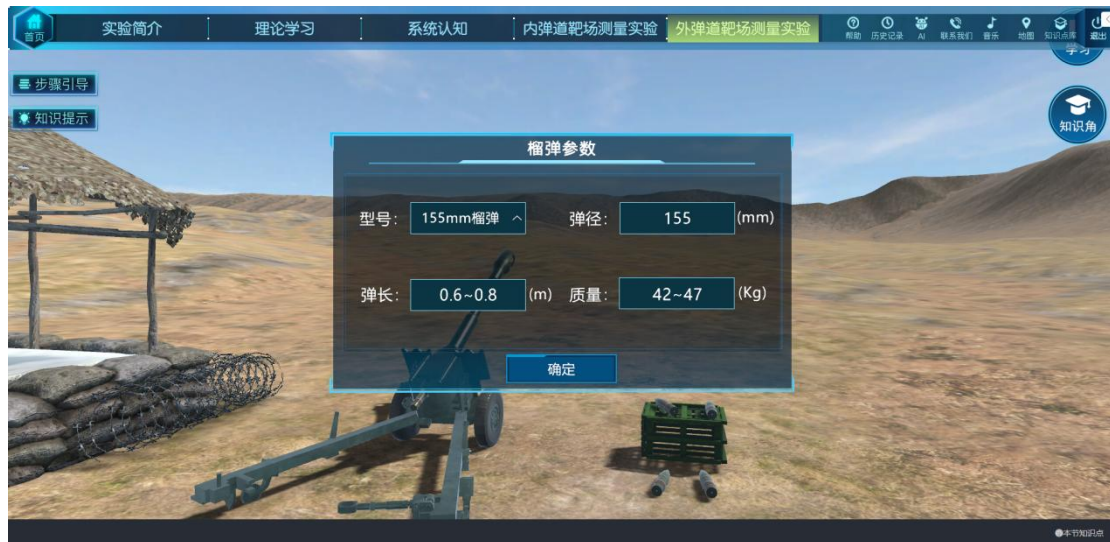 首页
实验简介
理论学习
系统认知
内弹道靶场测量实验
外弹道靶场测量实验
帮助
历史记录
AI
联系我们
音乐
地图
知识点库
退出
学习
步骤引导
知识提示
知识角
榴弹参数
型号: 155mm榴弹 弹径: 155 (mm)
弹长: 0.6~0.8 (m) 质量: 42~47 (Kg)
确定
本节知识点